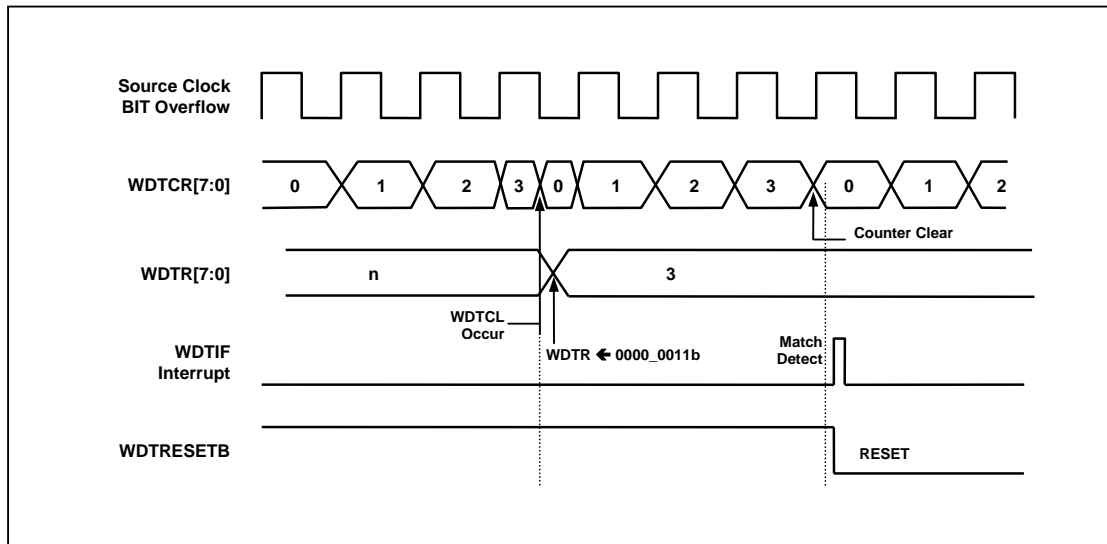 Source Clock
BIT Overflow
WDTCR[7:0]
0 1 2 3 0 1 2 3 0 1 2
Counter Clear
WDTR[7:0]
n 3
WDTCL
Occur
WDTR 🡸 0000_0011b
WDTIF
Interrupt
Match
Detect
WDTRESETB
RESET